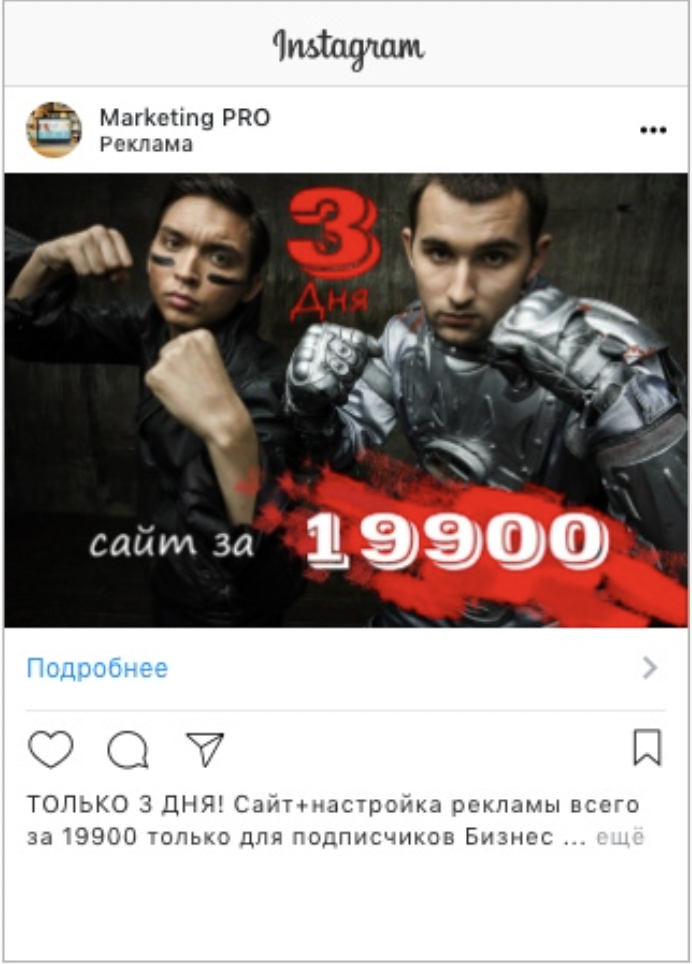 Instagram
Marketing PRO
Реклама
3
Дня
сайт за 19900
Подробнее
ТОЛЬКО 3 ДНЯ! Сайт+настройка рекламы всего
за 19900 только для подписчиков Бизнес ... ещё